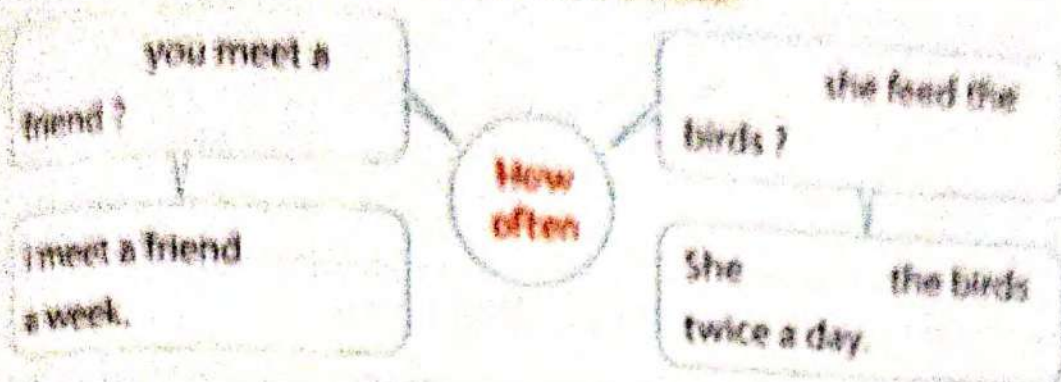 you meet a
friend ?
I meet a friend
a week.
How
often
she feed the
birds ?
She the birds
twice a day.